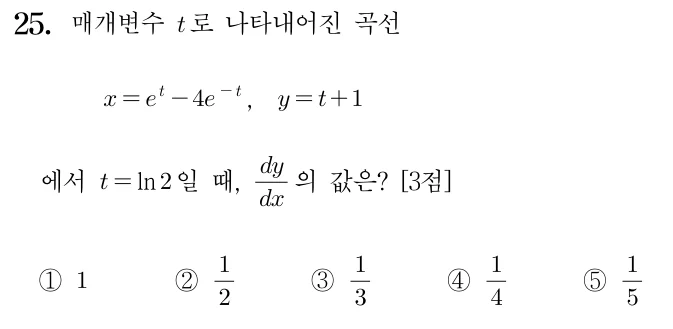 25. 매개변수 t로 나타내어진 곡선
x=e^t-4e^{-t}, y=t+1
에서 t=ln2일 때, dy/dx의 값은? [3점]
① 1 ② 1/2 ③ 1/3 ④ 1/4 ⑤ 1/5